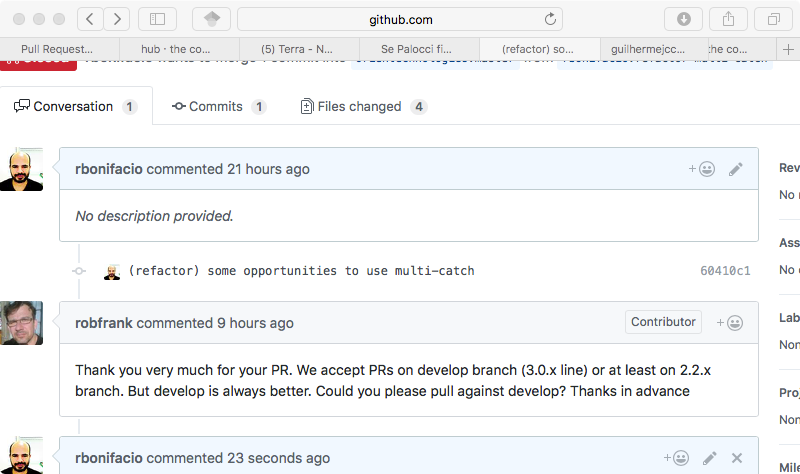 github.com
Pull Request...
hub · the co...
(5) Terra - N...
Se Palocci fi...
(refactor) so...
guilhermejcc...
the co...
Conversation 1
Commits 1
Files changed 4
rbonifacio commented 21 hours ago
No description provided.
(refactor) some opportunities to use multi-catch
60410c1
robfrank commented 9 hours ago
Contributor
Thank you very much for your PR. We accept PRs on develop branch (3.0.x line) or at least on 2.2.x
branch. But develop is always better. Could you please pull against develop? Thanks in advance
rbonifacio commented 23 seconds ago
Rev
No r
Ass
No o
Lab
Non
Proj
Non
Mile